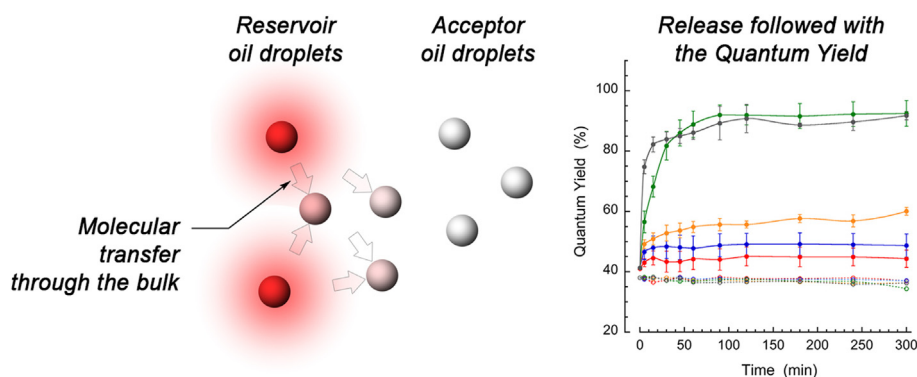 Reservoir
oil droplets
Acceptor
oil droplets
Molecular
transfer
through the bulk
Release followed with
the Quantum Yield
Quantum Yield (%)
100
80
60
40
20
0 50 100 150 200 250 300
Time (min)